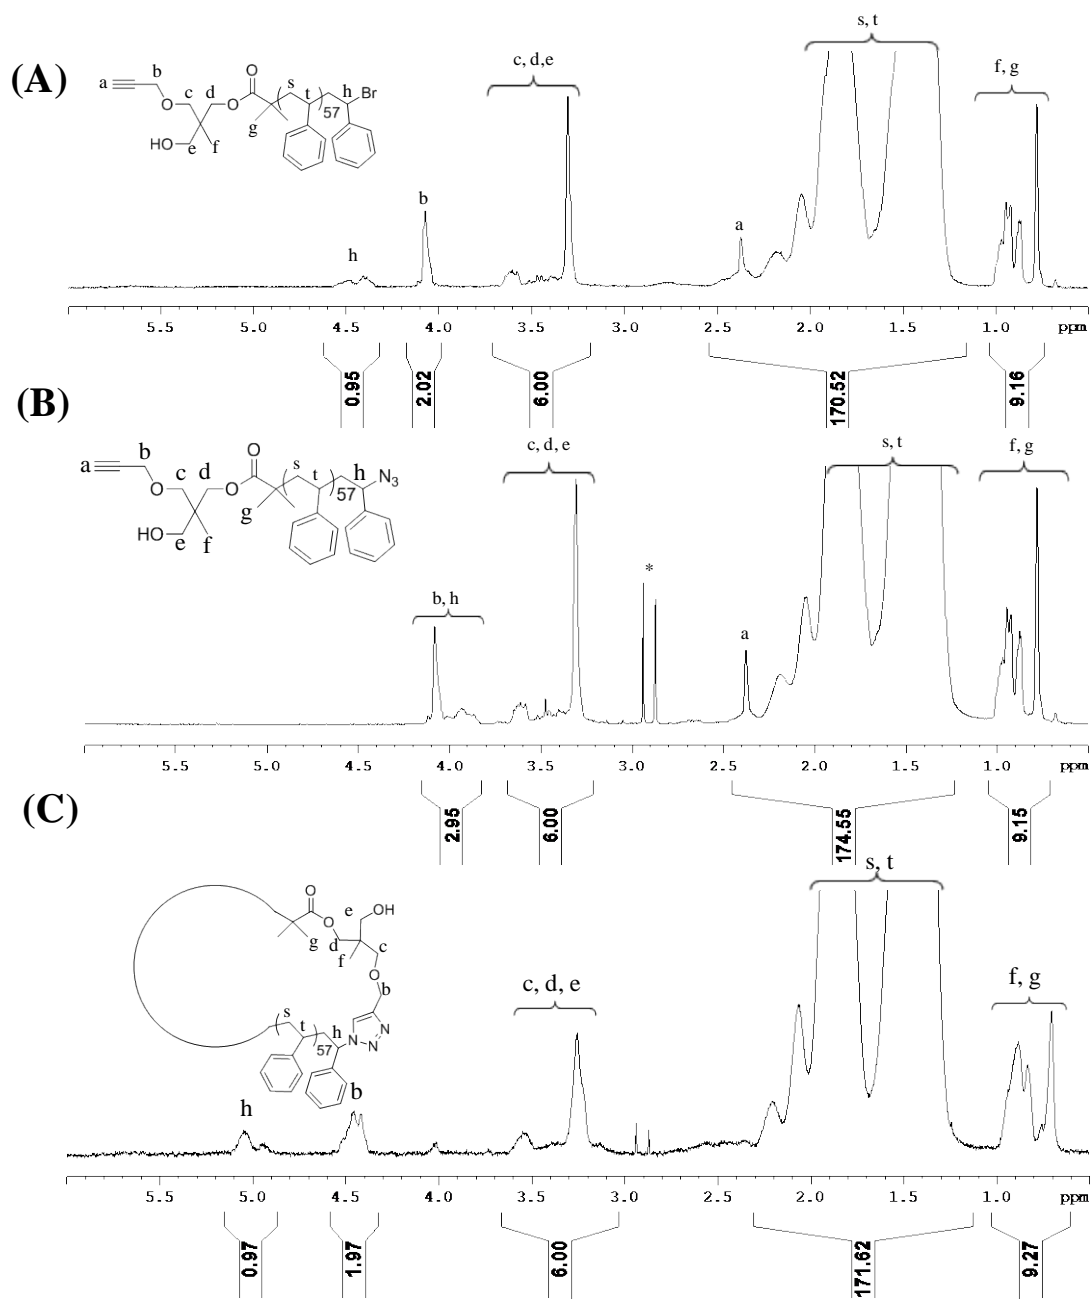 s, t
(A)
c, d,e
f, g
a
b
c
d
O
O
O
s
t
h
Br
57
g
HO
e
f
b
a
h
5.5 5.0 4.5 4.0 3.5 3.0 2.5 2.0 1.5 1.0 ppm
0.95 2.02 6.00 170.52 9.16
(B)
c, d, e
s, t
f, g
a
b
c
d
O
O
O
s
t
h
N3
57
g
HO
e
f
*
b, h
a
5.5 5.0 4.5 4.0 3.5 3.0 2.5 2.0 1.5 1.0 ppm
2.95 6.00 174.55 9.15
(C)
s, t
O
O
e
OH
g
d
f
c
O
b
c, d, e
f, g
s
t
h
57
N
N
N
b
h
5.5 5.0 4.5 4.0 3.5 3.0 2.5 2.0 1.5 1.0 ppm
0.97 1.97 6.00 171.62 9.27